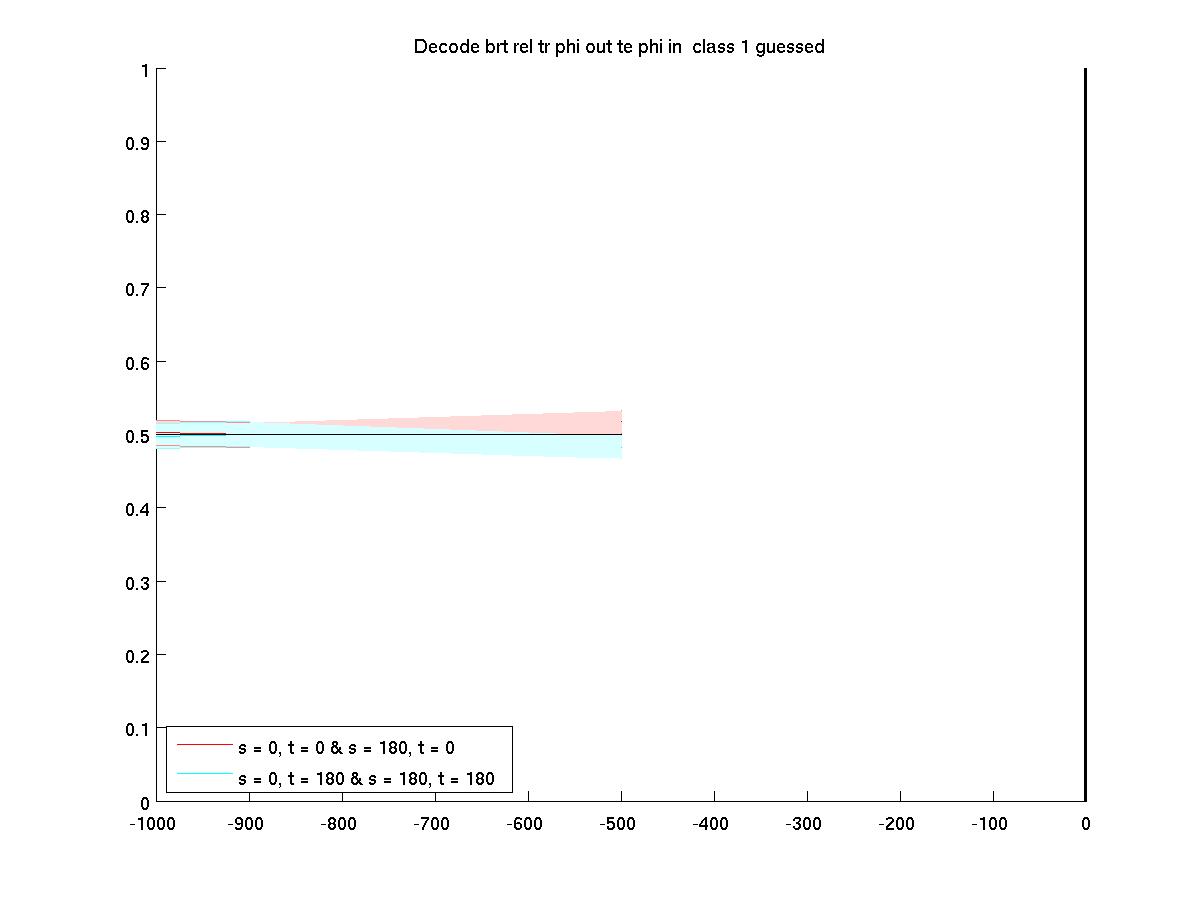 Decode brt rel tr phi out te phi in  class 1 guessed
1
0.9
0.8
0.7
0.6
0.5
0.4
0.3
0.2
0.1
0
s = 0, t = 0 & s = 180, t = 0
s = 0, t = 180 & s = 180, t = 180
-1000 -900 -800 -700 -600 -500 -400 -300 -200 -100 0